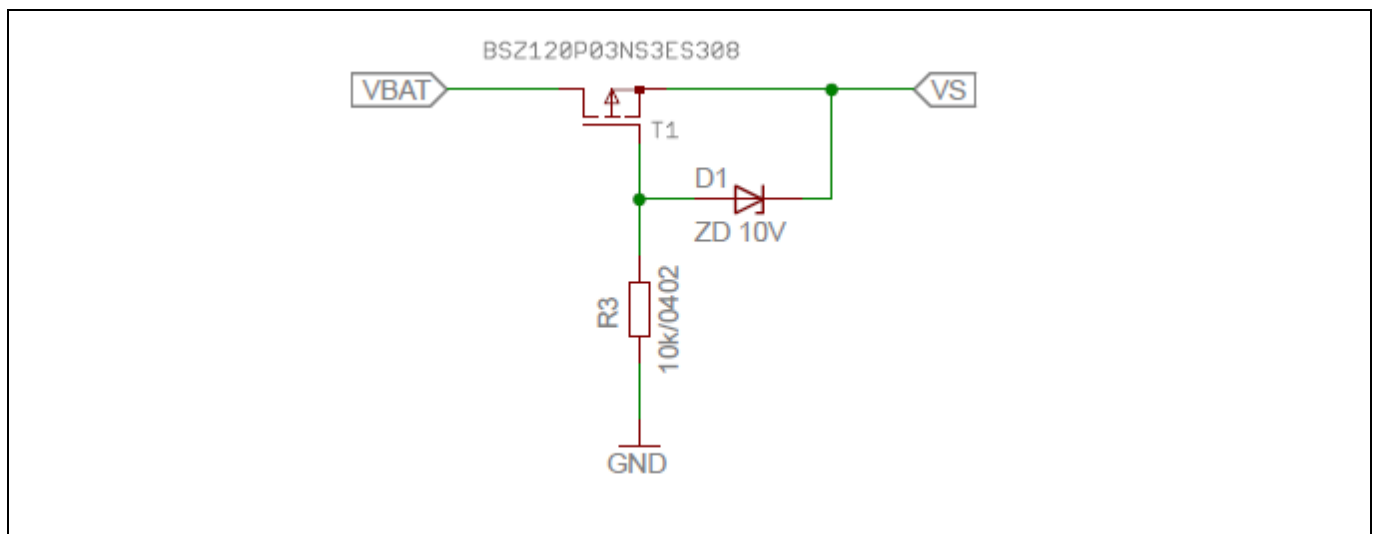 BSZ120P03NS3ES308
VBAT
VS
T1
D1
ZD 10V
R3
10k/0402
GND